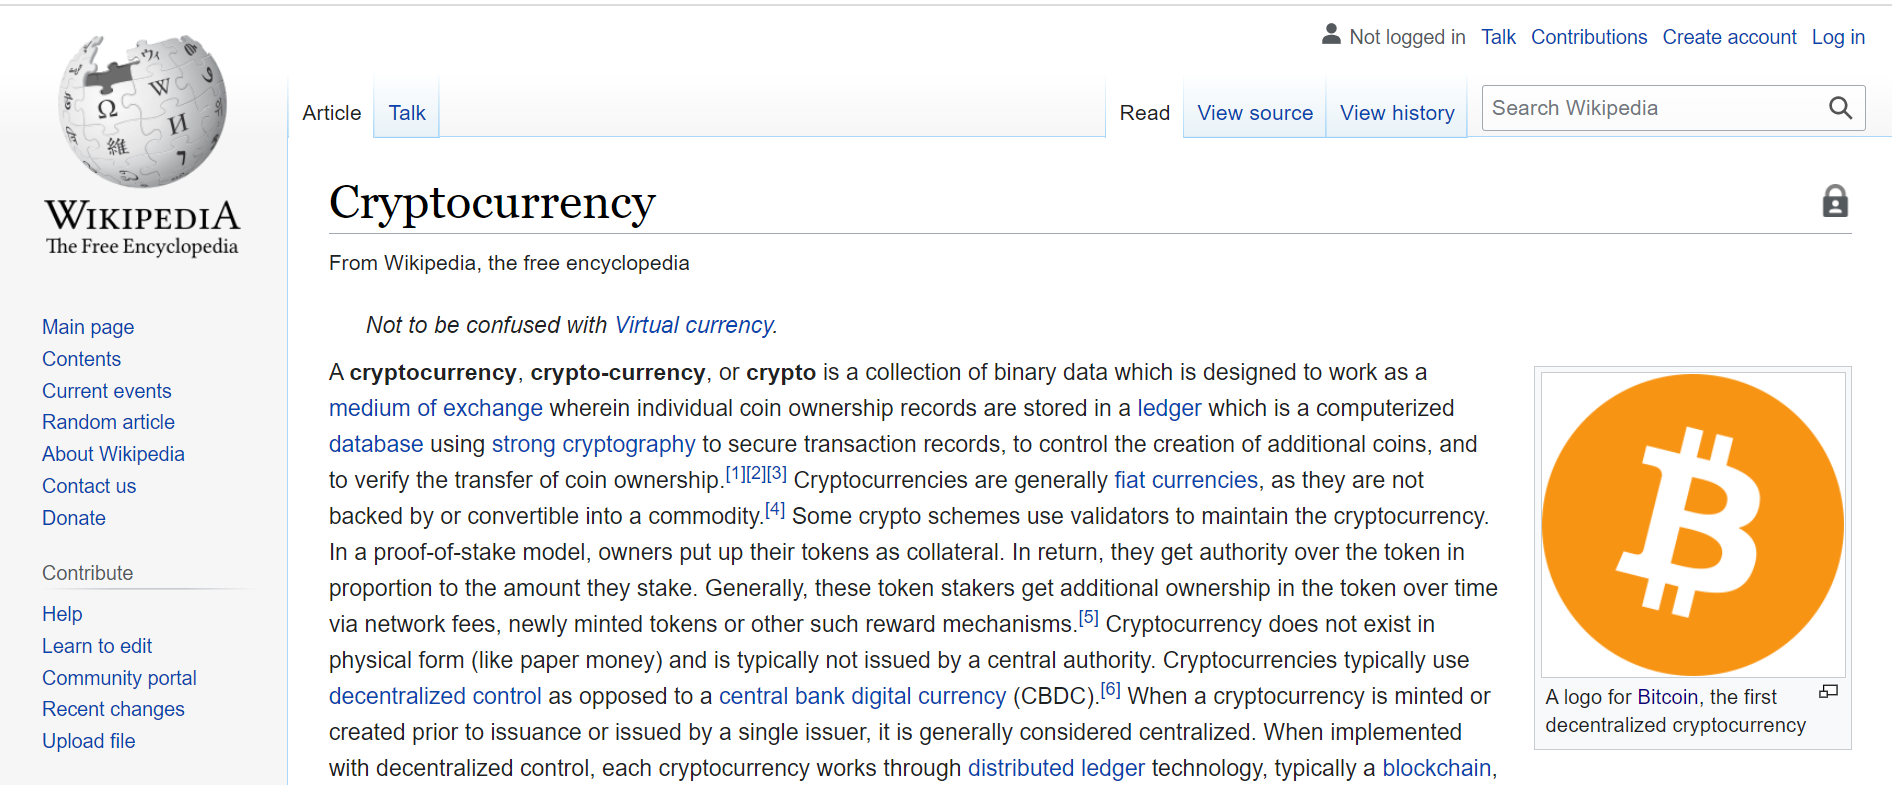 Not logged in Talk Contributions Create account Log in
Article Talk Read View source View history Search Wikipedia
WIKIPEDIA
The Free Encyclopedia
Main page
Contents
Current events
Random article
About Wikipedia
Contact us
Donate
Contribute
Help
Learn to edit
Community portal
Recent changes
Upload file
Cryptocurrency
From Wikipedia, the free encyclopedia
Not to be confused with Virtual currency.
A cryptocurrency, crypto-currency, or crypto is a collection of binary data which is designed to work as a
medium of exchange wherein individual coin ownership records are stored in a ledger which is a computerized
database using strong cryptography to secure transaction records, to control the creation of additional coins, and
to verify the transfer of coin ownership.[1][2][3] Cryptocurrencies are generally fiat currencies, as they are not
backed by or convertible into a commodity.[4] Some crypto schemes use validators to maintain the cryptocurrency.
In a proof-of-stake model, owners put up their tokens as collateral. In return, they get authority over the token in
proportion to the amount they stake. Generally, these token stakers get additional ownership in the token over time
via network fees, newly minted tokens or other such reward mechanisms.[5] Cryptocurrency does not exist in
physical form (like paper money) and is typically not issued by a central authority. Cryptocurrencies typically use
decentralized control as opposed to a central bank digital currency (CBDC).[6] When a cryptocurrency is minted or
created prior to issuance or issued by a single issuer, it is generally considered centralized. When implemented
with decentralized control, each cryptocurrency works through distributed ledger technology, typically a blockchain,
A logo for Bitcoin, the first
decentralized cryptocurrency